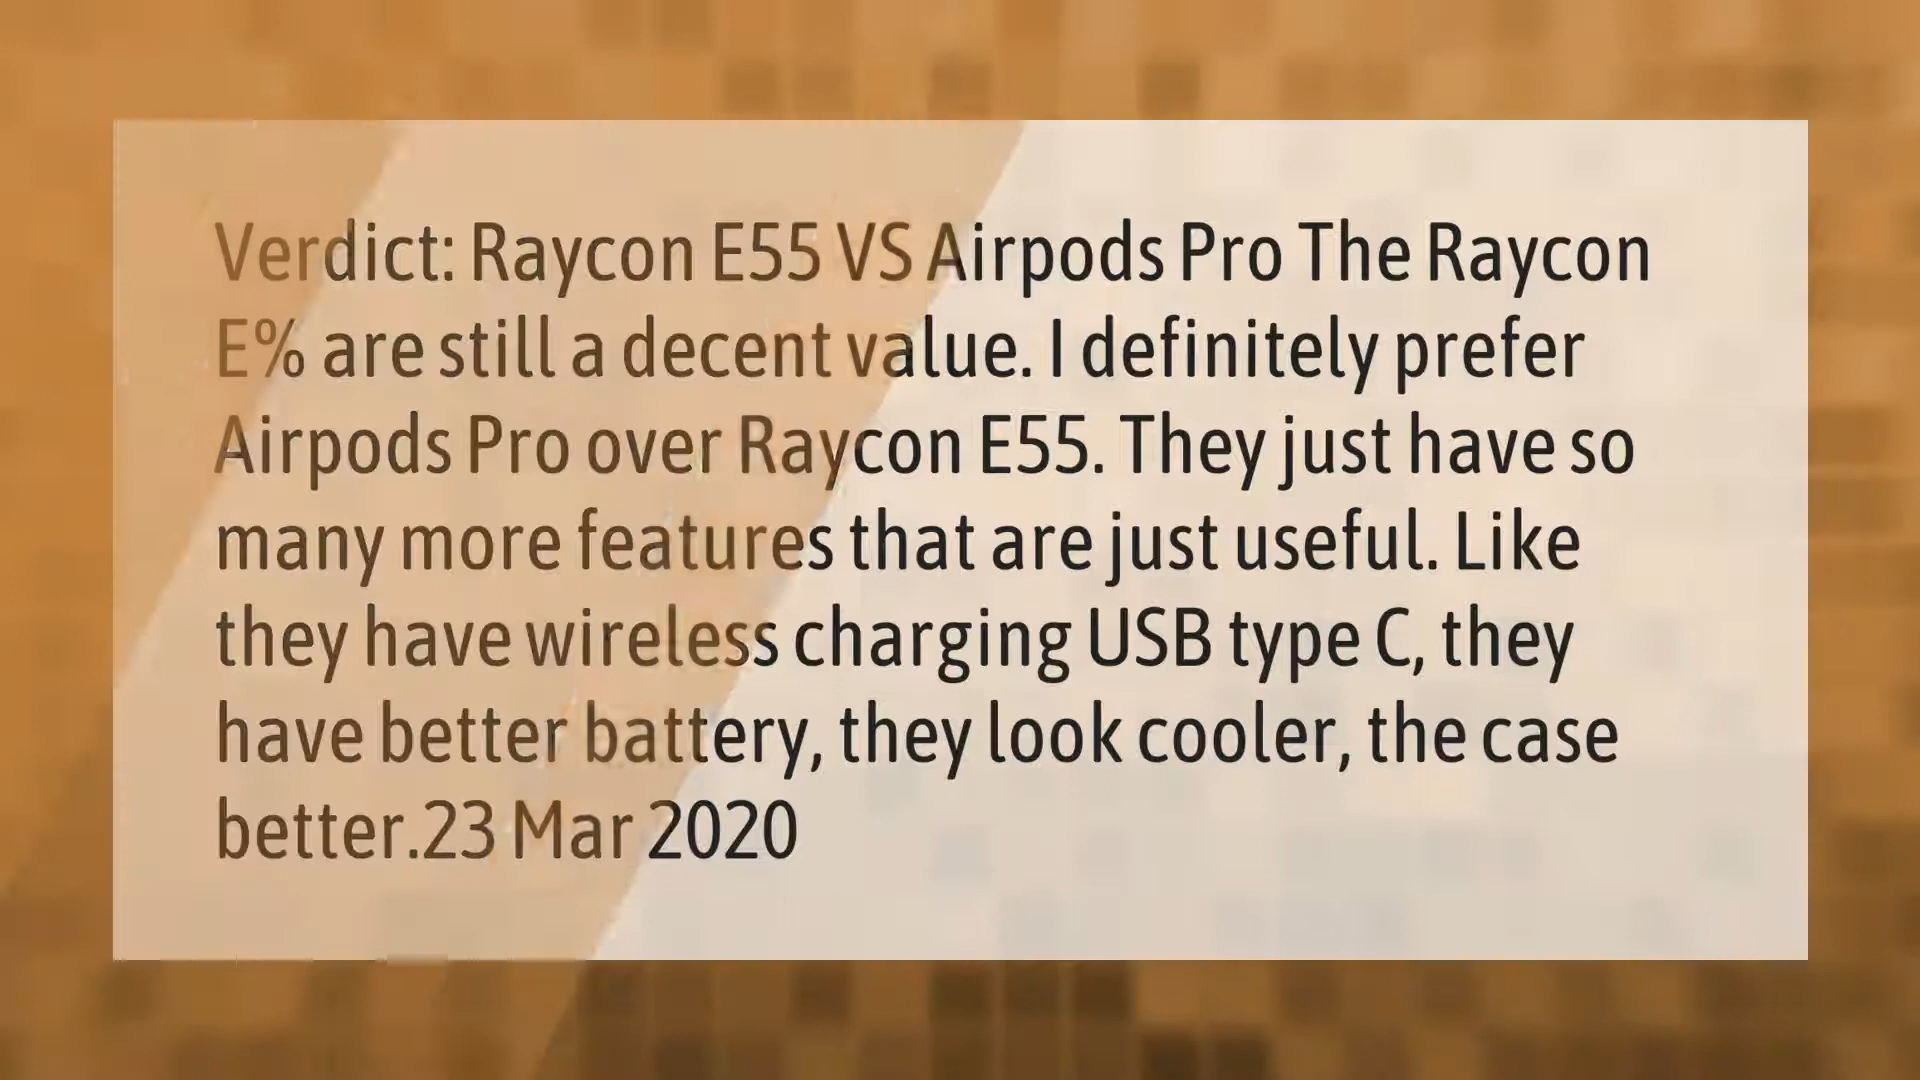 Verdict: Raycon E55 VS Airpods Pro The Raycon
E% are still a decent value. I definitely prefer
Airpods Pro over Raycon E55. They just have so
many more features that are just useful. Like
they have wireless charging USB type C, they
have better battery, they look cooler, the case
better.23 Mar 2020